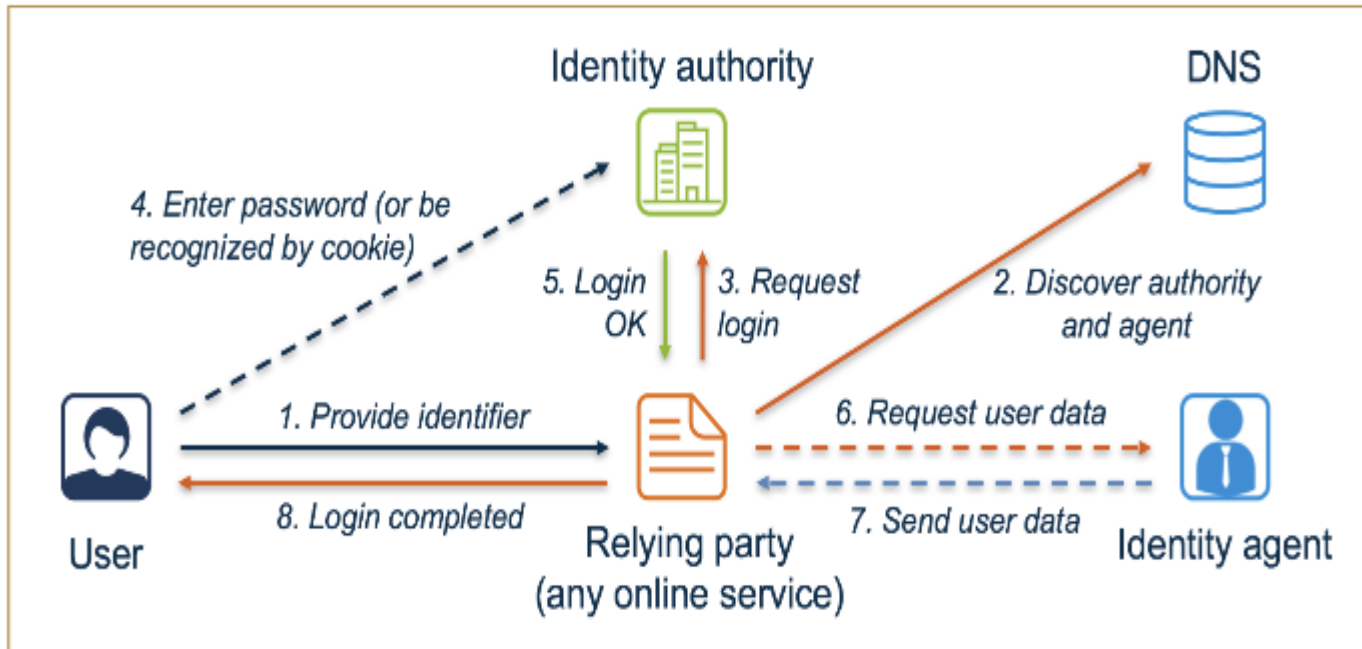 Identity authority
DNS
4. Enter password (or be
recognized by cookie)
5. Login
OK
3. Request
login
2. Discover authority
and agent
1. Provide identifier
6. Request user data
8. Login completed
7. Send user data
User
Relying party
(any online service)
Identity agent